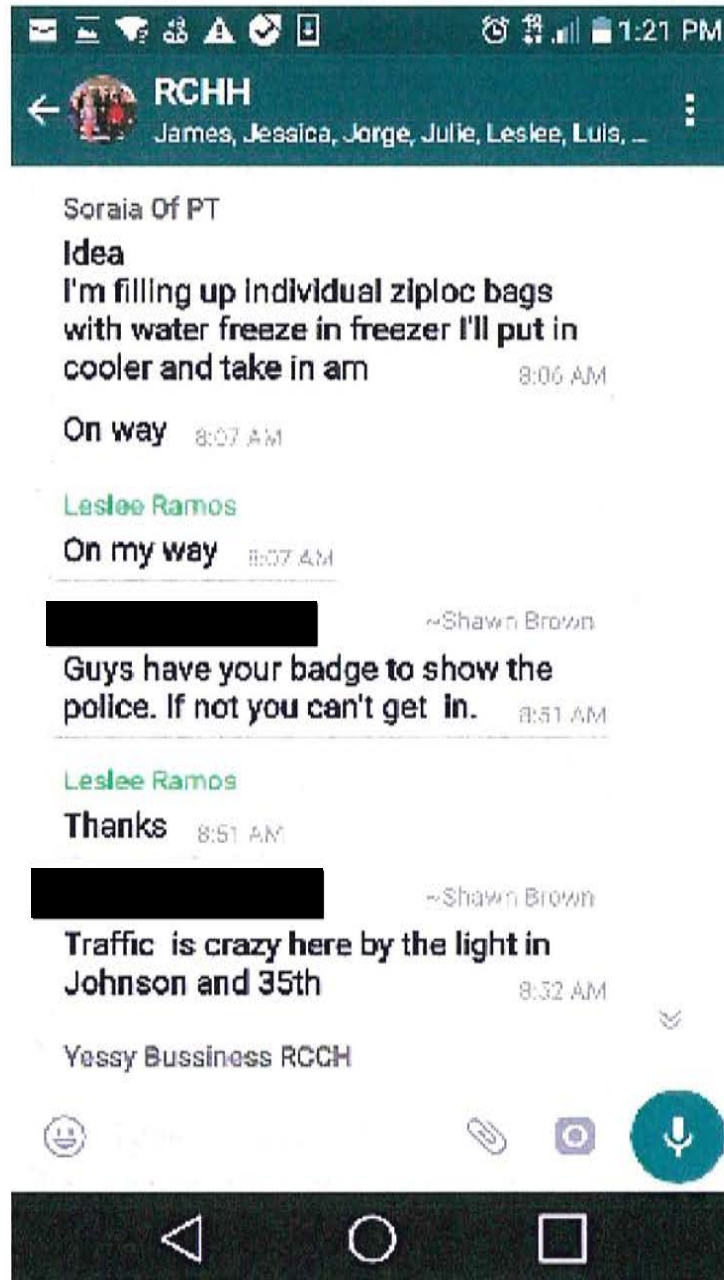 1:21 PM
RCHH
James, Jessica, Jorge, Julie, Leslee, Luis, ...
Soraia Of PT
Idea
I'm filling up individual ziploc bags
with water freeze in freezer I'll put in
cooler and take in am
8:06 AM
On way 8:07 AM
Leslee Ramos
On my way 8:07 AM
~Shawn Brown
Guys have your badge to show the
police. If not you can't get in. 8:51 AM
Leslee Ramos
Thanks 8:51 AM
~Shawn Brown
Traffic is crazy here by the light in
Johnson and 35th 8:52 AM
Yessy Bussiness RCCH